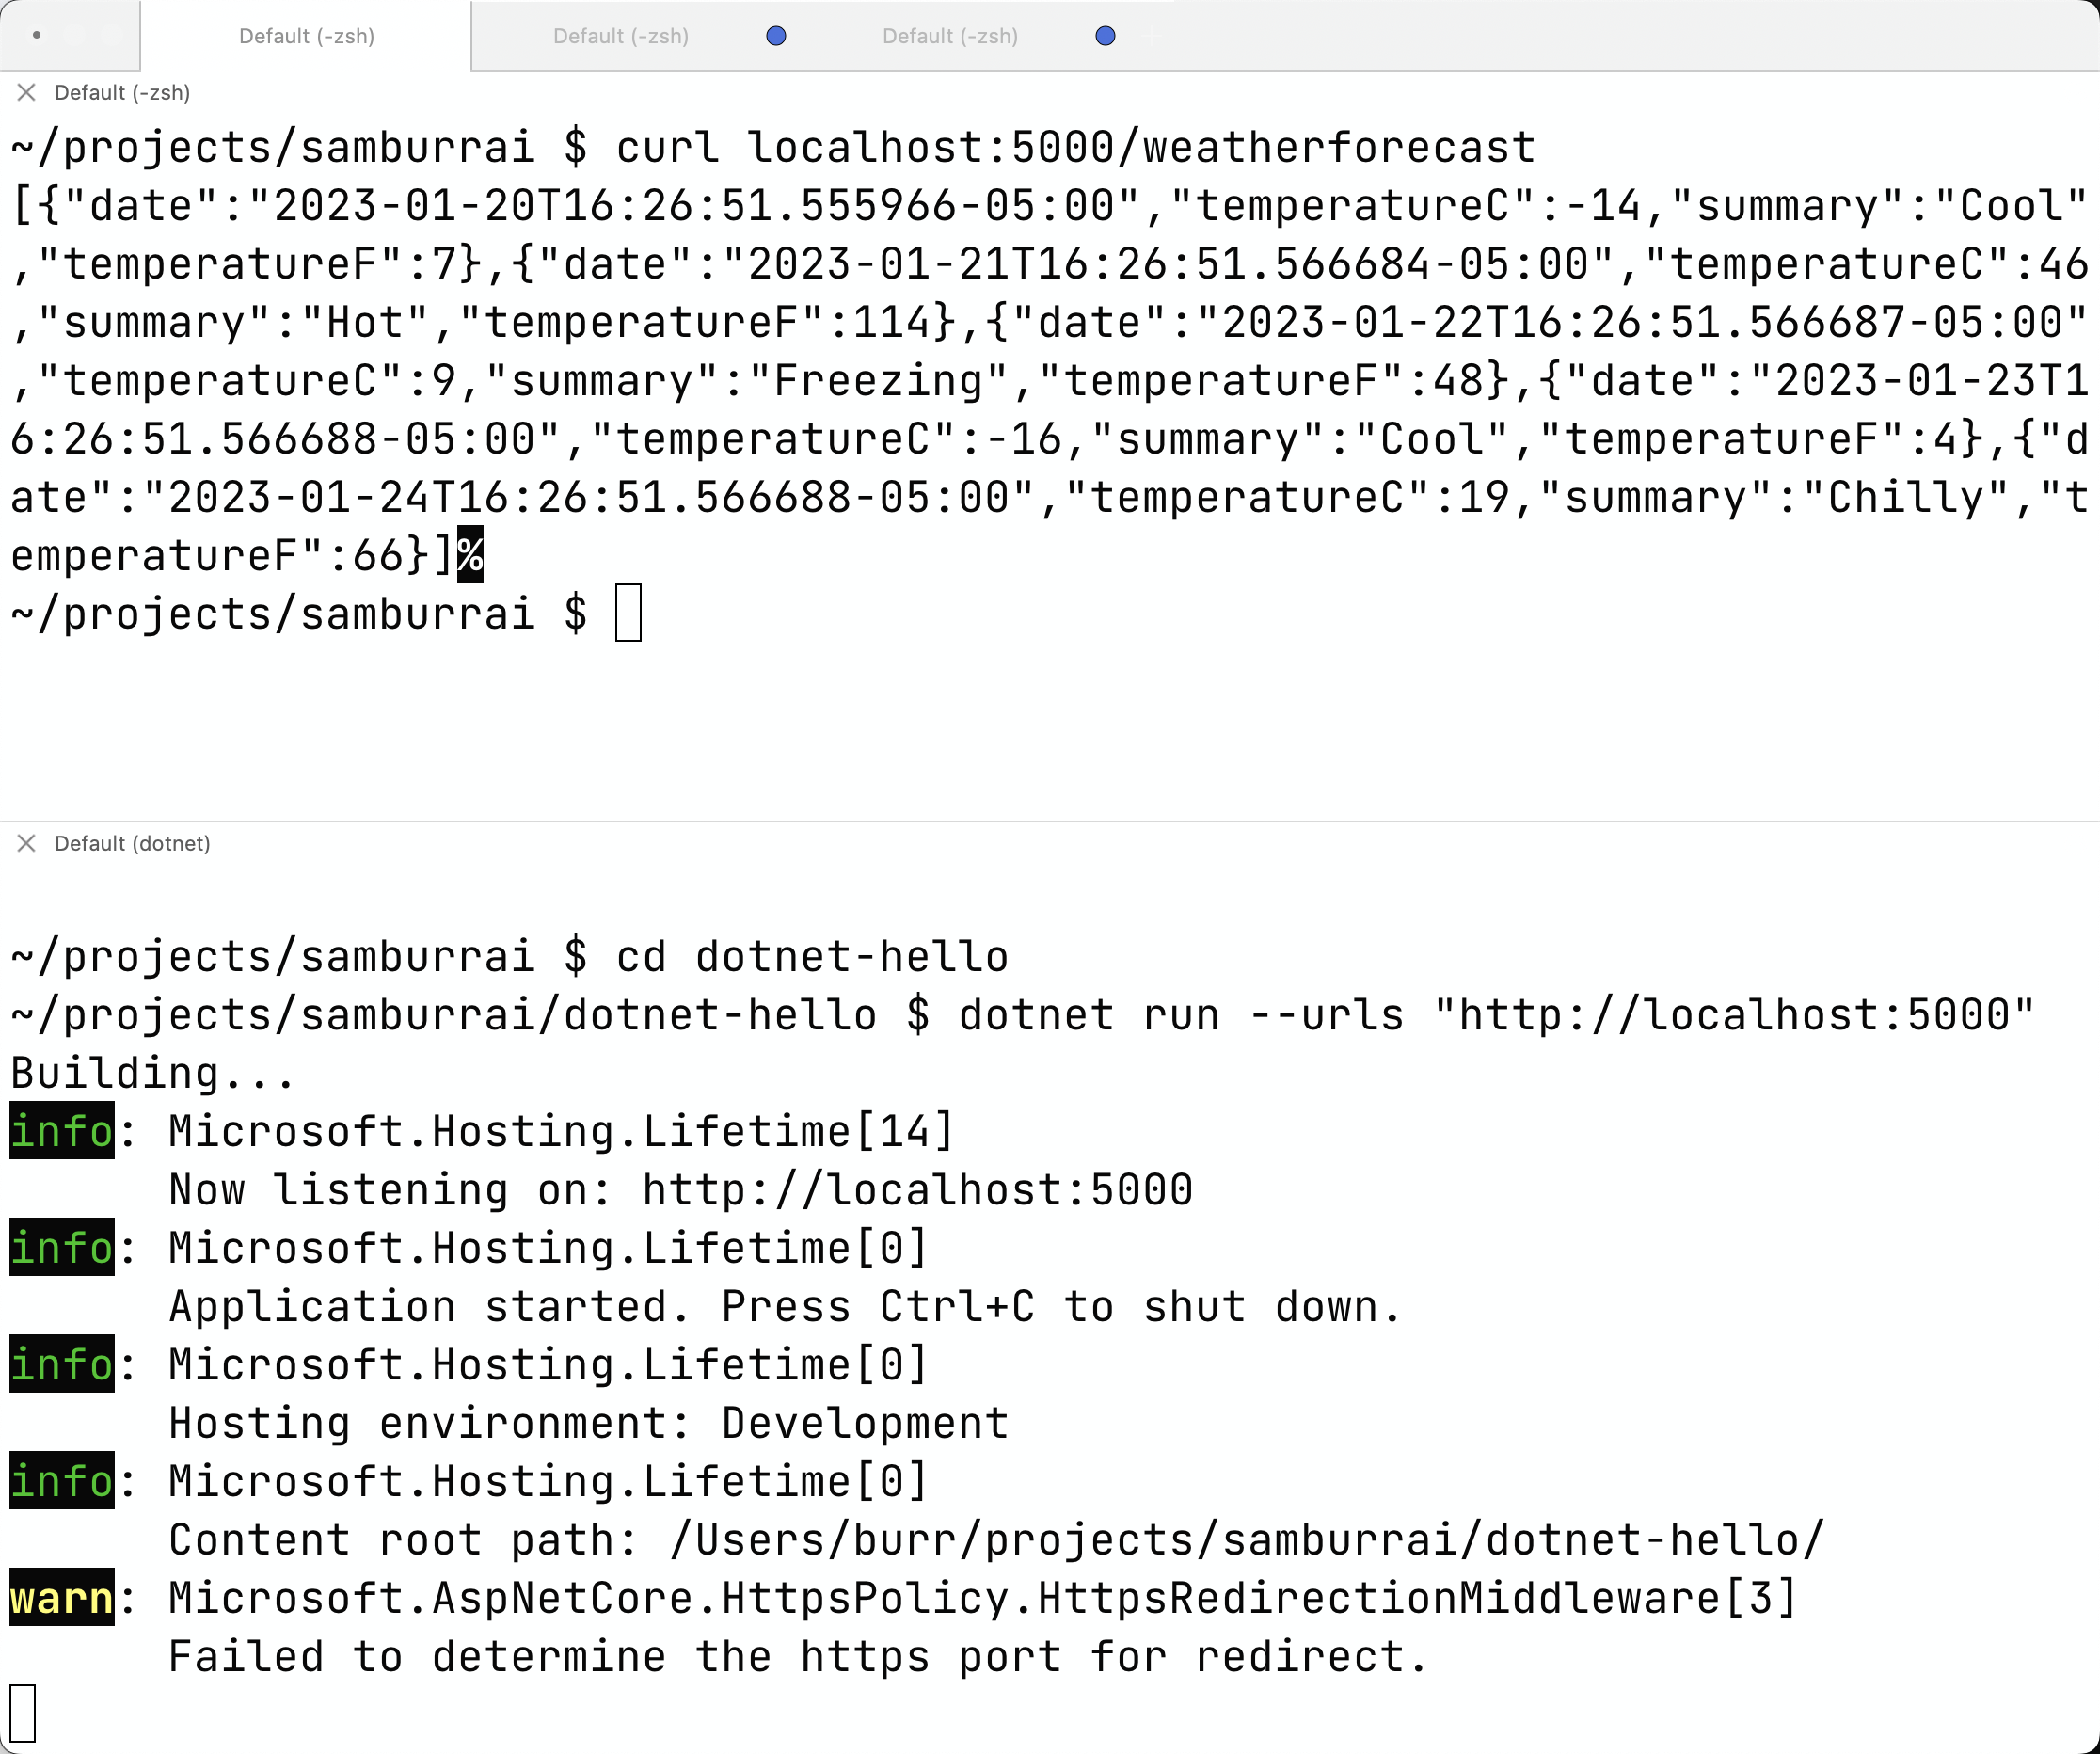 Default (-zsh) Default (-zsh) Default (-zsh)
Default (-zsh)
~/projects/samburrai $ curl localhost:5000/weatherforecast
[{"date":"2023-01-20T16:26:51.555966-05:00","temperatureC":-14,"summary":"Cool"
,"temperatureF":7},{"date":"2023-01-21T16:26:51.566684-05:00","temperatureC":46
,"summary":"Hot","temperatureF":114},{"date":"2023-01-22T16:26:51.566687-05:00"
,"temperatureC":9,"summary":"Freezing","temperatureF":48},{"date":"2023-01-23T1
6:26:51.566688-05:00","temperatureC":-16,"summary":"Cool","temperatureF":4},{"d
ate":"2023-01-24T16:26:51.566688-05:00","temperatureC":19,"summary":"Chilly","t
emperatureF":66}]%
~/projects/samburrai $
Default (dotnet)
~/projects/samburrai $ cd dotnet-hello
~/projects/samburrai/dotnet-hello $ dotnet run --urls "http://localhost:5000"
Building...
info: Microsoft.Hosting.Lifetime[14]
      Now listening on: http://localhost:5000
info: Microsoft.Hosting.Lifetime[0]
      Application started. Press Ctrl+C to shut down.
info: Microsoft.Hosting.Lifetime[0]
      Hosting environment: Development
info: Microsoft.Hosting.Lifetime[0]
      Content root path: /Users/burr/projects/samburrai/dotnet-hello/
warn: Microsoft.AspNetCore.HttpsPolicy.HttpsRedirectionMiddleware[3]
      Failed to determine the https port for redirect.